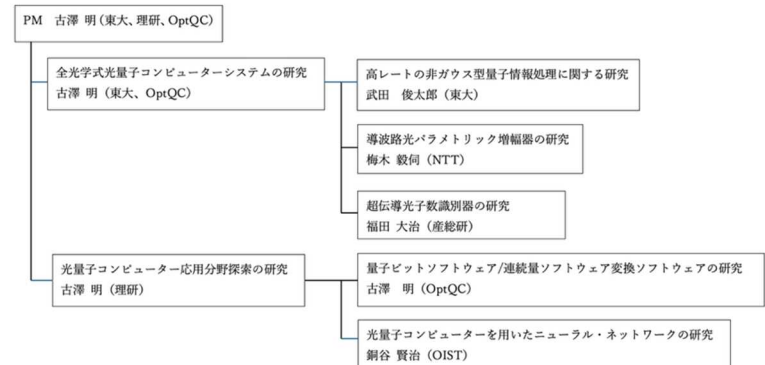 PM 古澤 明（東大、理研、OptQC）
全光学式光量子コンピューターシステムの研究
古澤 明（東大、OptQC）
高レートの非ガウス型量子情報処理に関する研究
武田 俊太郎（東大）
導波路光パラメトリック増幅器の研究
梅木 毅伺（NTT）
超伝導光子数識別器の研究
福田 大治（産総研）
光量子コンピューター応用分野探索の研究
古澤 明（理研）
量子ビットソフトウェア/連続量ソフトウェア変換ソフトウェアの研究
古澤 明（OptQC）
光量子コンピューターを用いたニューラル・ネットワークの研究
銅谷 賢治（OIST）